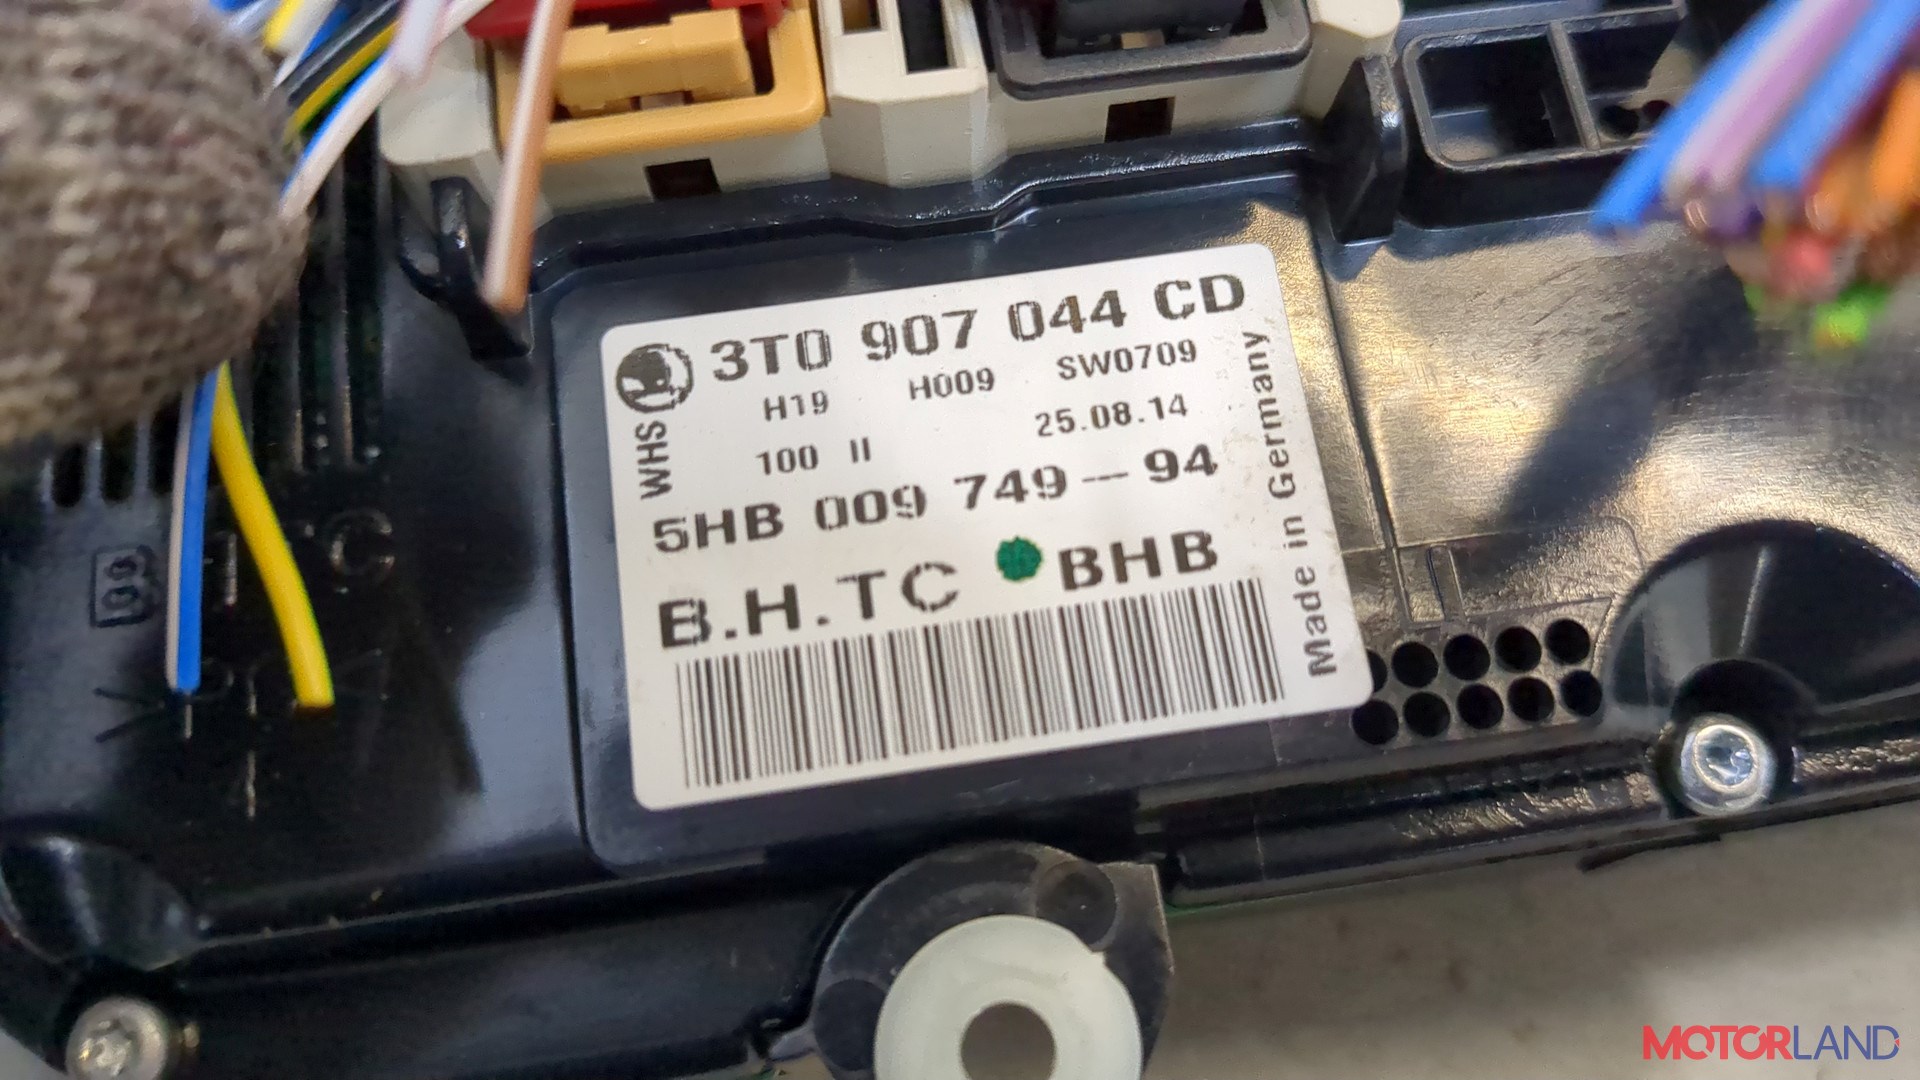 3T0 907 044 CD
H19 H009 SW0709
100 II 25.08.14
WHS
5HB 009 749--94
B.H.TC BHB
Made in Germany
MOTORLAND